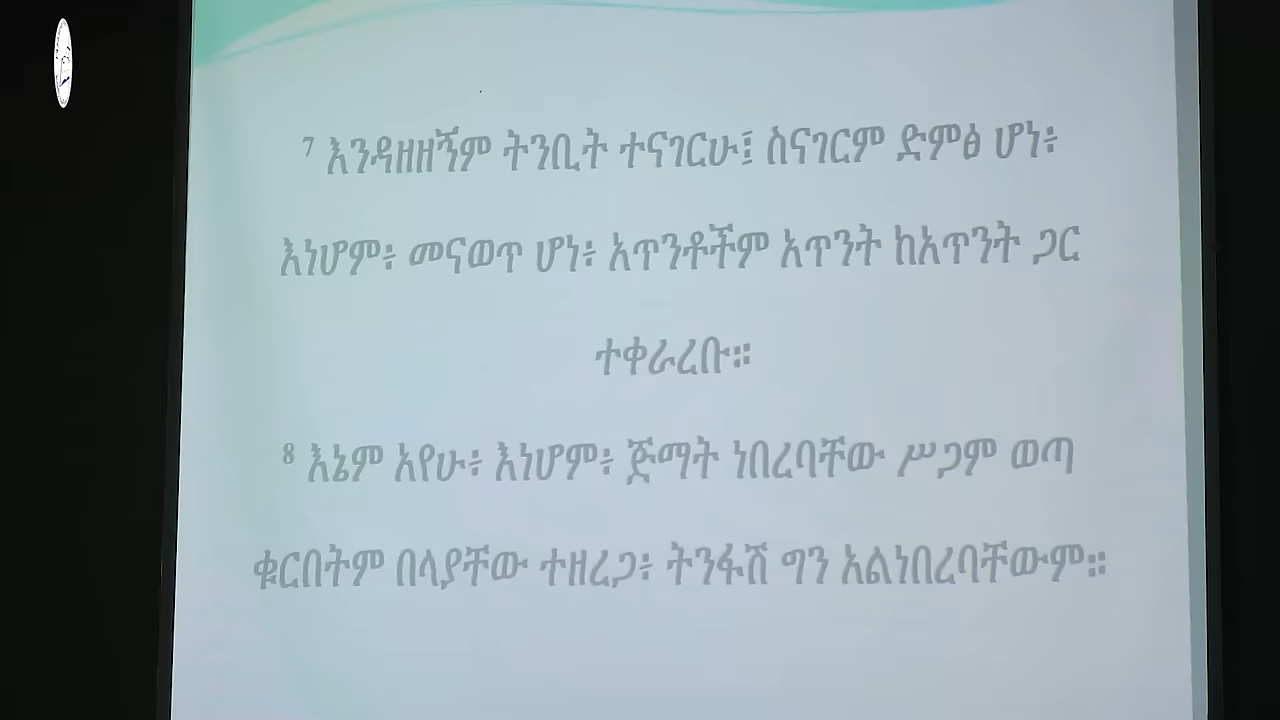 7 እንዳዘዘኝም ትንቢት ተናገርሁ፤ ስናገርም ድምፅ ሆነ፥
እነሆም፥ መናወጥ ሆነ፥ አጥንቶችም አጥንት ከአጥንት ጋር
ተቀራረቡ።
8 እኔም አየሁ፥ እነሆም፥ ጅማት ነበረባቸው ሥጋም ወጣ
ቁርበትም በላያቸው ተዘረጋ፥ ትንፋሽ ግን አልነበረባቸውም።